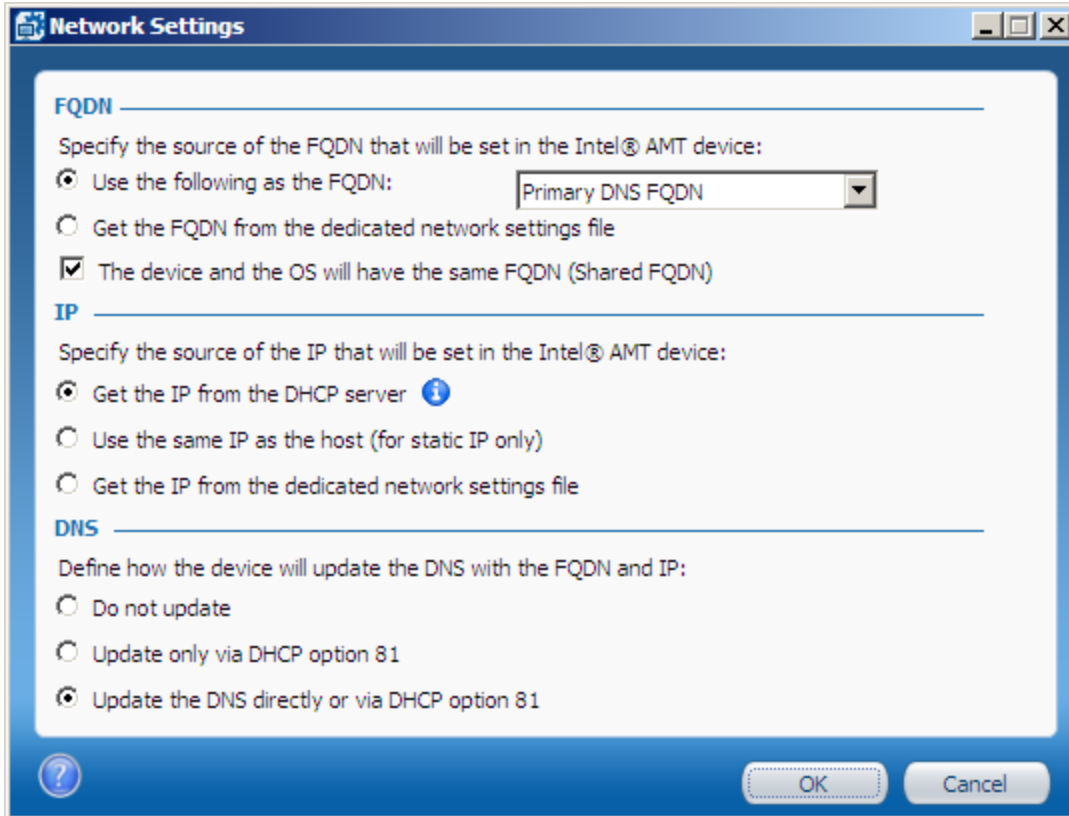 Network Settings
FQDN
Specify the source of the FQDN that will be set in the Intel® AMT device:
Use the following as the FQDN: Primary DNS FQDN
Get the FQDN from the dedicated network settings file
The device and the OS will have the same FQDN (Shared FQDN)
IP
Specify the source of the IP that will be set in the Intel® AMT device:
Get the IP from the DHCP server
Use the same IP as the host (for static IP only)
Get the IP from the dedicated network settings file
DNS
Define how the device will update the DNS with the FQDN and IP:
Do not update
Update only via DHCP option 81
Update the DNS directly or via DHCP option 81
OK Cancel